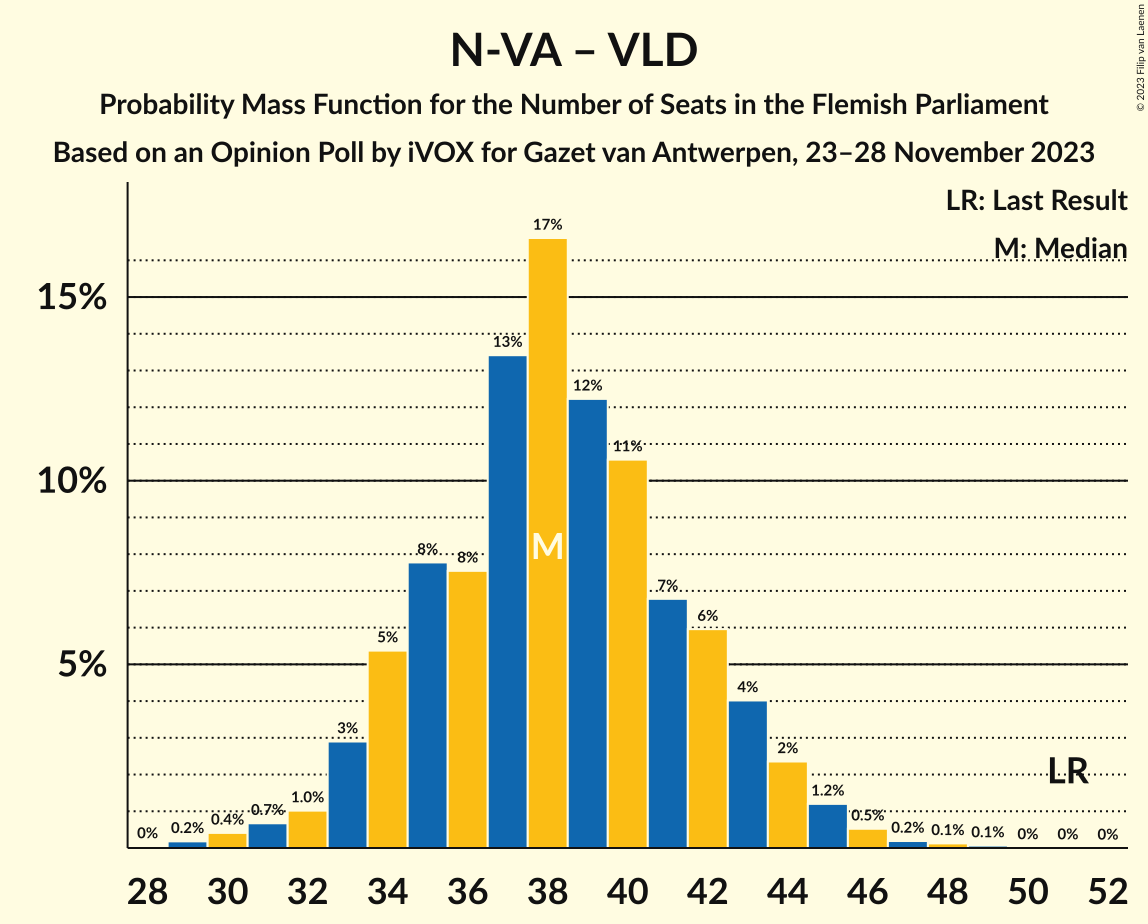 N-VA – VLD
Probability Mass Function for the Number of Seats in the Flemish Parliament
Based on an Opinion Poll by iVOX for Gazet van Antwerpen, 23–28 November 2023
© 2023 Filip van Laenen
LR: Last Result
M: Median
15%
10%
5%
0% 0.2% 0.4% 0.7% 1.0% 3% 5% 8% 8% 13% 17% 12% 11% 7% 6% 4% 2% 1.2% 0.5% 0.2% 0.1% 0.1% 0% 0% 0%
M
LR
28 30 32 34 36 38 40 42 44 46 48 50 52